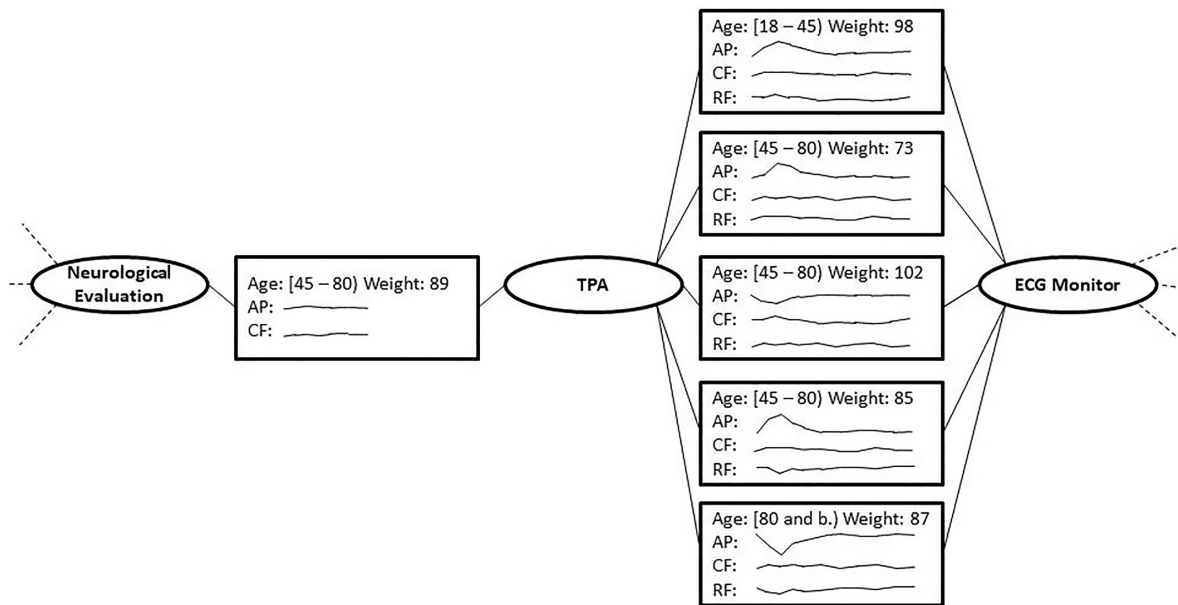 Neurological
Evaluation
Age: [45 – 80) Weight: 89
AP:
CF:
TPA
Age: [18 – 45) Weight: 98
AP:
CF:
RF:
Age: [45 – 80) Weight: 73
AP:
CF:
RF:
Age: [45 – 80) Weight: 102
AP:
CF:
RF:
Age: [45 – 80) Weight: 85
AP:
CF:
RF:
Age: [80 and b.) Weight: 87
AP:
CF:
RF:
ECG Monitor